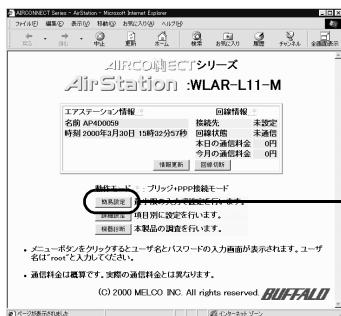 AIRCONNECT Series - AirStation - Microsoft Internet Explorer
ファイル(F) 編集(E) 表示(V) 移動(G) お気に入り(A) ヘルプ(H)
戻る 進む 中止 更新 ホーム 検索 お気に入り 履歴 チャンネル 全画面表示
AIRCONNECTシリーズ
AirStation :WLAR-L11-M
エアステーション情報 回線情報
名前 AP4D0059 接続先 未設定
時刻 2000年3月30日 15時32分57秒 回線状態 未通信
本日の通信料金 0円
今月の通信料金 0円
情報更新 回線切断
動作モード : ブリッジ+PPP接続モード
簡易設定 最小限の入力で設定を行います。
詳細設定 項目別に設定を行います。
機器診断 本製品の調査を行います。
・メニューボタンをクリックするとユーザ名とパスワードの入力画面が表示されます。ユーザ
名は"root"と入力してください。
・通信料金は概算です。実際の通信料金とは異なります。
(C) 2000 MELCO INC. All rights reserved. BUFFALO
ページが表示されました インターネット ゾーン